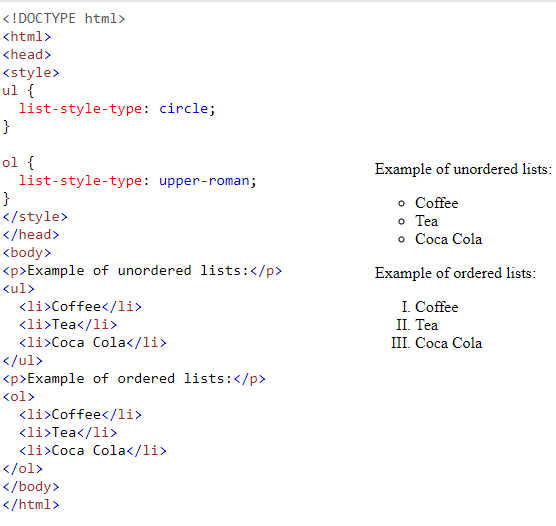 <!DOCTYPE html>
<html>
<head>
<style>
ul {
  list-style-type: circle;
}

ol {
  list-style-type: upper-roman;
}
</style>
</head>
<body>
<p>Example of unordered lists:</p>
<ul>
  <li>Coffee</li>
  <li>Tea</li>
  <li>Coca Cola</li>
</ul>
<p>Example of ordered lists:</p>
<ol>
  <li>Coffee</li>
  <li>Tea</li>
  <li>Coca Cola</li>
</ol>
</body>
</html>
Example of unordered lists:
Coffee
Tea
Coca Cola
Example of ordered lists:
I. Coffee
II. Tea
III. Coca Cola